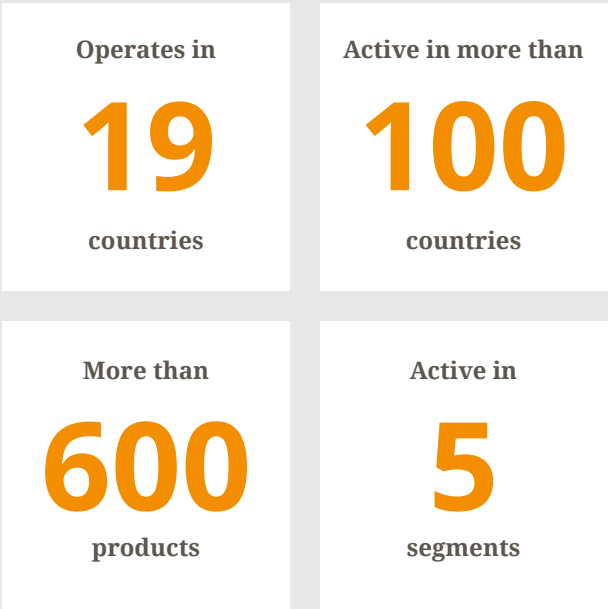 Operates in
19
countries
Active in more than
100
countries
More than
600
products
Active in
5
segments